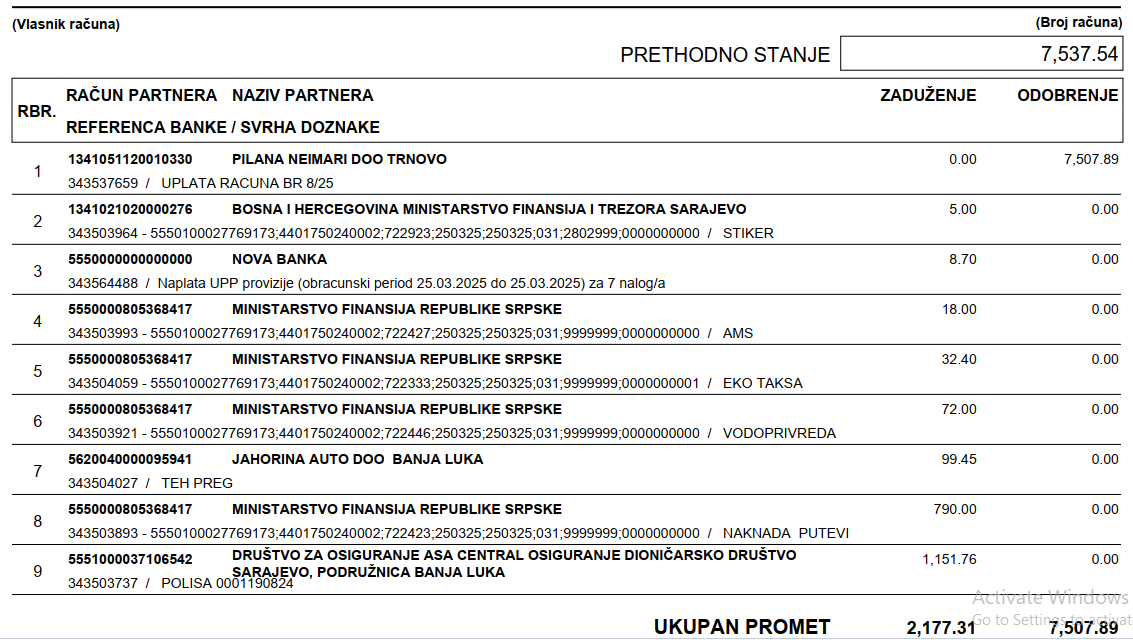 (Vlasnik računa) (Broj računa)
PRETHODNO STANJE 7,537.54
RAČUN PARTNERA NAZIV PARTNERA ZADUŽENJE ODOBRENJE
RBR.
REFERENCA BANKE / SVRHA DOZNAKE
1 1341051120010330 PILANA NEIMARI DOO TRNOVO 0.00 7,507.89
343537659 / UPLATA RACUNA BR 8/25
2 1341021020000276 BOSNA I HERCEGOVINA MINISTARSTVO FINANSIJA I TREZORA SARAJEVO 5.00 0.00
343503964 - 5550100027769173;4401750240002;722923;250325;250325;031;2802999;0000000000 / STIKER
3 5550000000000000 NOVA BANKA 8.70 0.00
343564488 / Naplata UPP provizije (obracunski period 25.03.2025 do 25.03.2025) za 7 nalog/a
4 5550000805368417 MINISTARSTVO FINANSIJA REPUBLIKE SRPSKE 18.00 0.00
343503993 - 5550100027769173;4401750240002;722427;250325;250325;031;9999999;0000000000 / AMS
5 5550000805368417 MINISTARSTVO FINANSIJA REPUBLIKE SRPSKE 32.40 0.00
343504059 - 5550100027769173;4401750240002;722333;250325;250325;031;9999999;0000000001 / EKO TAKSA
6 5550000805368417 MINISTARSTVO FINANSIJA REPUBLIKE SRPSKE 72.00 0.00
343503921 - 5550100027769173;4401750240002;722446;250325;250325;031;9999999;0000000000 / VODOPRIVREDA
7 5620040000095941 JAHORINA AUTO DOO BANJA LUKA 99.45 0.00
343504027 / TEH PREG
8 5550000805368417 MINISTARSTVO FINANSIJA REPUBLIKE SRPSKE 790.00 0.00
343503893 - 5550100027769173;4401750240002;722423;250325;250325;031;9999999;0000000000 / NAKNADA PUTEVI
9 5551000037106542 DRUŠTVO ZA OSIGURANJE ASA CENTRAL OSIGURANJE DIONIČARSKO DRUŠTVO 1,151.76 0.00
SARAJEVO, PODRUŽNICA BANJA LUKA
343503737 / POLISA 0001190824
Activate Windows
Go to Settings to activat
UKUPAN PROMET 2,177.31 7,507.89